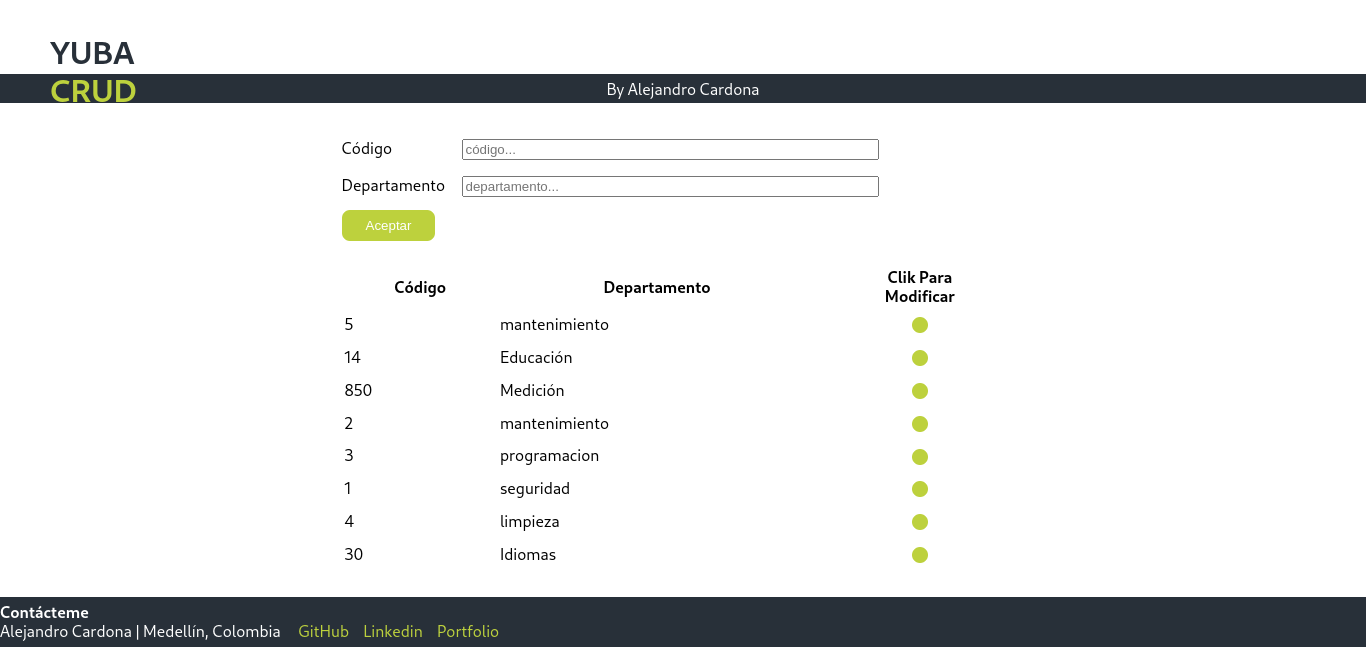 YUBA
CRUD
By Alejandro Cardona
Código código...
Departamento departamento...
Aceptar
Código Departamento Clik Para Modificar
5 mantenimiento
14 Educación
850 Medición
2 mantenimiento
3 programacion
1 seguridad
4 limpieza
30 Idiomas
Contácteme
Alejandro Cardona | Medellín, Colombia GitHub Linkedin Portfolio